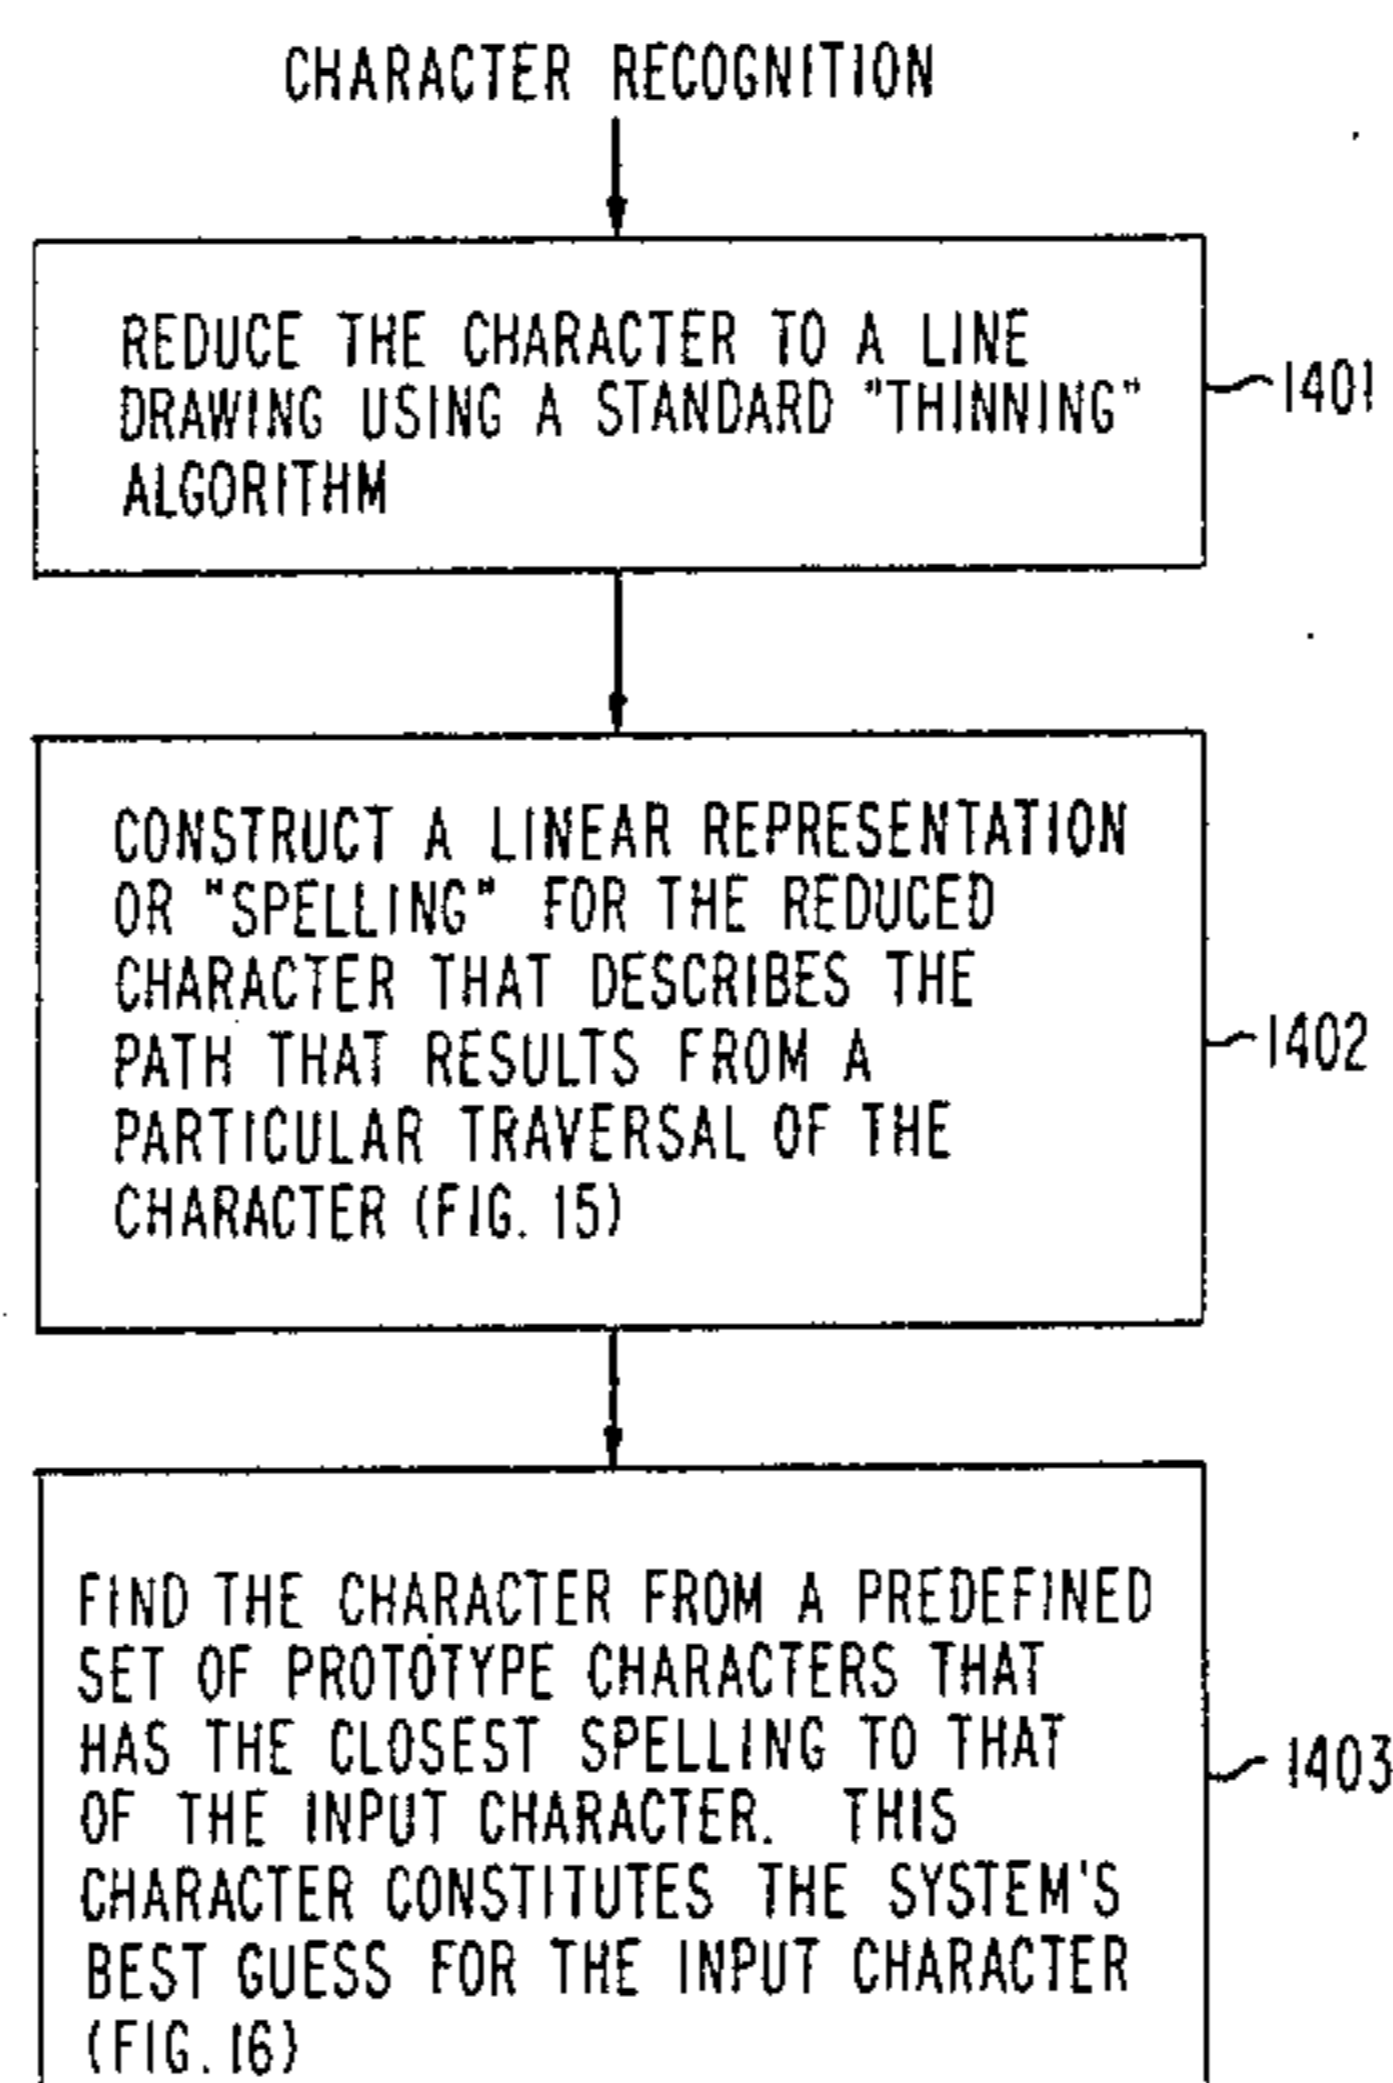 CHARACTER RECOGNITION
REDUCE THE CHARACTER TO A LINE
DRAWING USING A STANDARD "THINNING"
ALGORITHM
1401
CONSTRUCT A LINEAR REPRESENTATION
OR "SPELLING" FOR THE REDUCED
CHARACTER THAT DESCRIBES THE
PATH THAT RESULTS FROM A
PARTICULAR TRAVERSAL OF THE
CHARACTER (FIG. 15)
1402
FIND THE CHARACTER FROM A PREDEFINED
SET OF PROTOTYPE CHARACTERS THAT
HAS THE CLOSEST SPELLING TO THAT
OF THE INPUT CHARACTER. THIS
CHARACTER CONSTITUTES THE SYSTEM'S
BEST GUESS FOR THE INPUT CHARACTER
(FIG. 16)
1403